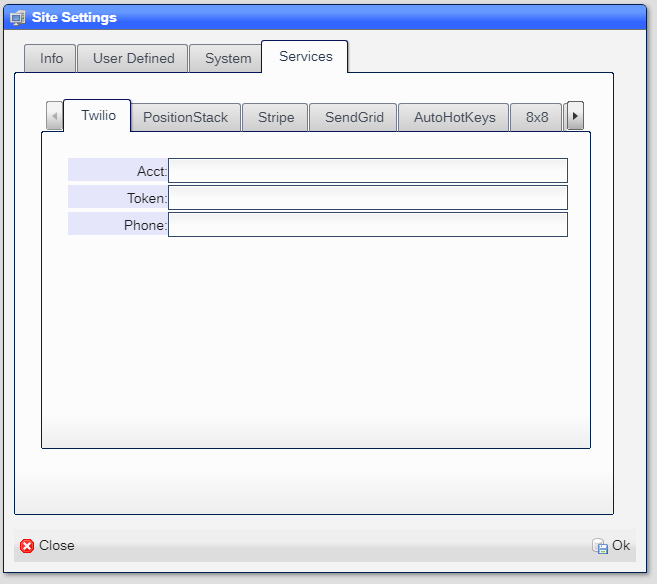 Site Settings
Info User Defined System Services
Twilio PositionStack Stripe SendGrid AutoHotKeys 8x8
Acct:
Token:
Phone:
Close Ok